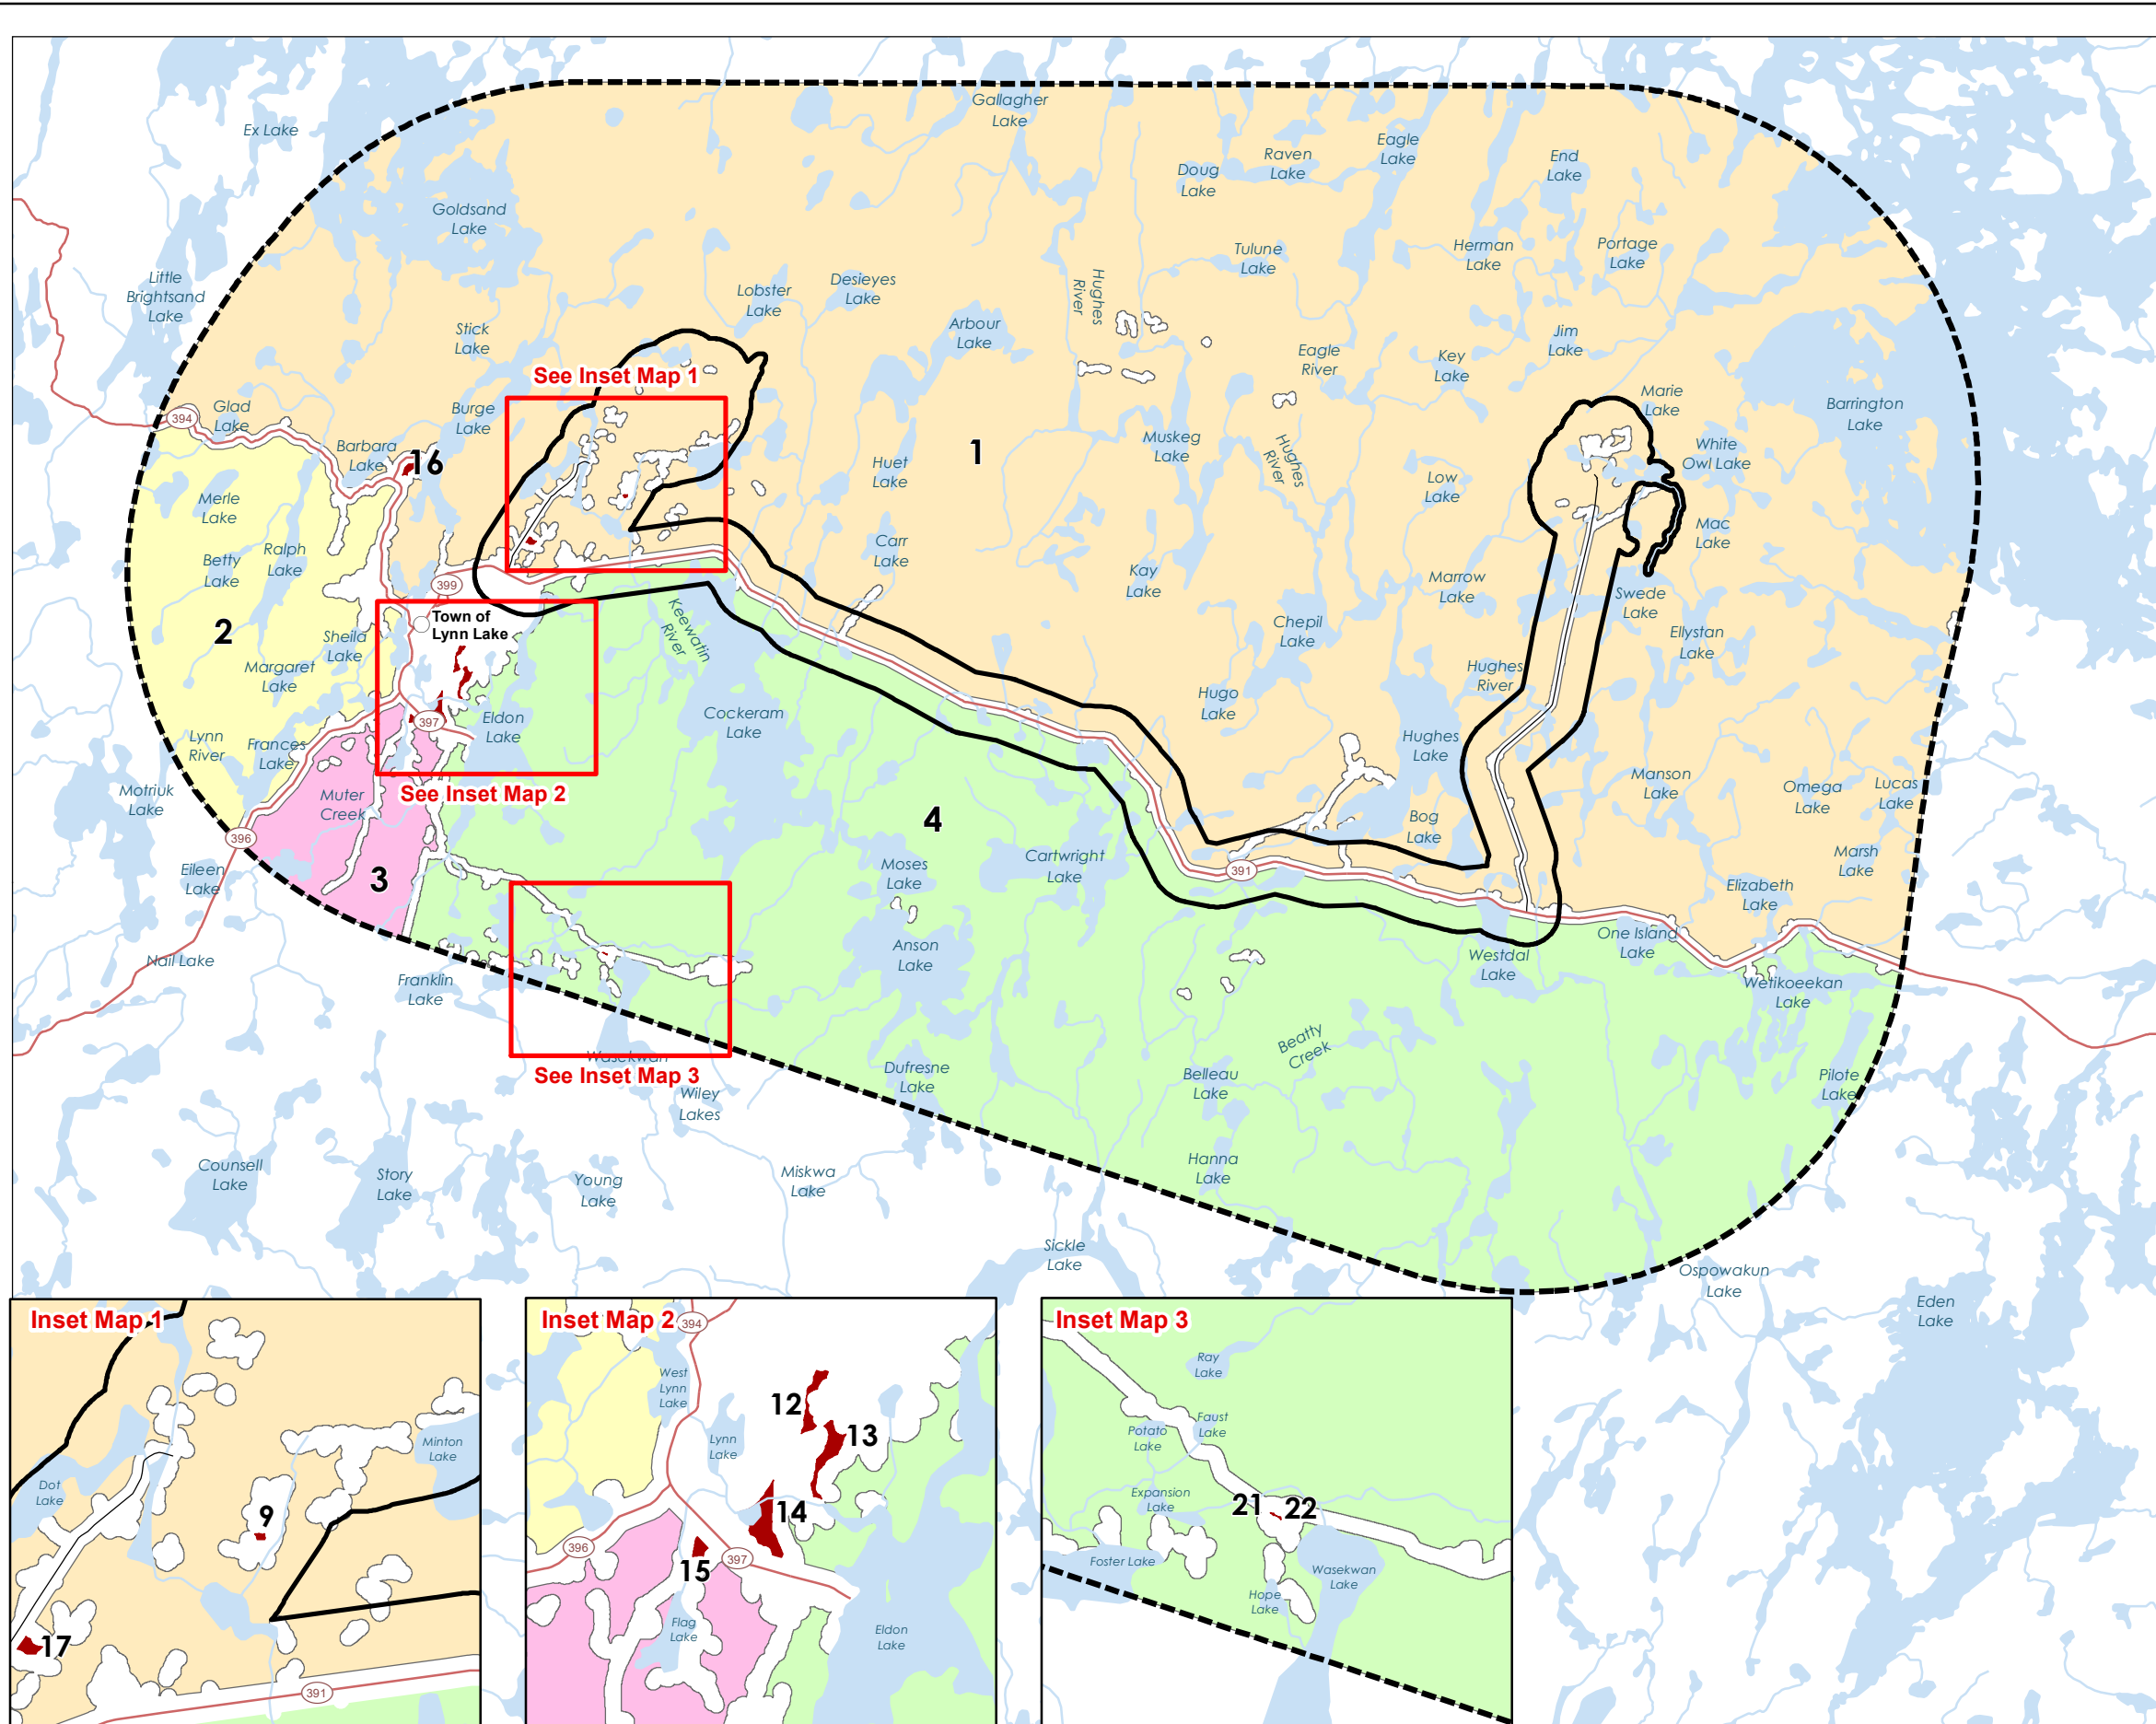 Gallagher
Lake
Ex Lake
Eagle
Lake
Raven
Lake
End
Lake
Doug
Lake
Goldsand
Lake
Tulune
Lake
Herman
Lake
Portage
Lake
Little
Brightsand
Lake
Hughes
River
Desieyes
Lake
Lobster
Lake
Stick
Lake
Arbour
Lake
Jim
Lake
Eagle
River
Key
Lake
See Inset Map 1
Marie
Lake
Barrington
Lake
394
Glad
Lake
Burge
Lake
Barbara
Lake
16
1
Muskeg
Lake
Hughes
River
White
Owl Lake
Huet
Lake
Low
Lake
Merle
Lake
Mac
Lake
Carr
Lake
Ralph
Lake
Betty
Lake
Kay
Lake
Marrow
Lake
399
Swede
Lake
Town of
Lynn Lake
Keewatin
River
2
Sheila
Lake
Chepil
Lake
Ellystan
Lake
Margaret
Lake
Hughes
River
Hugo
Lake
397
Eldon
Lake
Cockeram
Lake
Lynn
River
Frances
Lake
Hughes
Lake
Motriuk
Lake
Muter
Creek
See Inset Map 2
Manson
Lake
Omega
Lake
Lucas
Lake
396
4
Bog
Lake
Eileen
Lake
3
Moses
Lake
Cartwright
Lake
391
Marsh
Lake
Elizabeth
Lake
One Island
Lake
Nail Lake
Anson
Lake
Westdal
Lake
Franklin
Lake
Wetikoeekan
Lake
Wasekwan
See Inset Map 3
Beatty
Creek
Dufresne
Lake
Belleau
Lake
Pilote
Lake
Wiley
Lakes
Counsell
Lake
Story
Lake
Young
Lake
Miskwa
Lake
Hanna
Lake
Sickle
Lake
Ospowakun
Lake
Eden
Lake
Inset Map 1
Minton
Lake
Dot
Lake
9
17
391
Inset Map 2
394
West
Lynn
Lake
12
13
Lynn
Lake
14
396
397
15
Flag
Lake
Eldon
Lake
Inset Map 3
Ray
Lake
Faust
Lake
Potato
Lake
Expansion
Lake
21
22
Foster Lake
Wasekwan
Lake
Hope
Lake